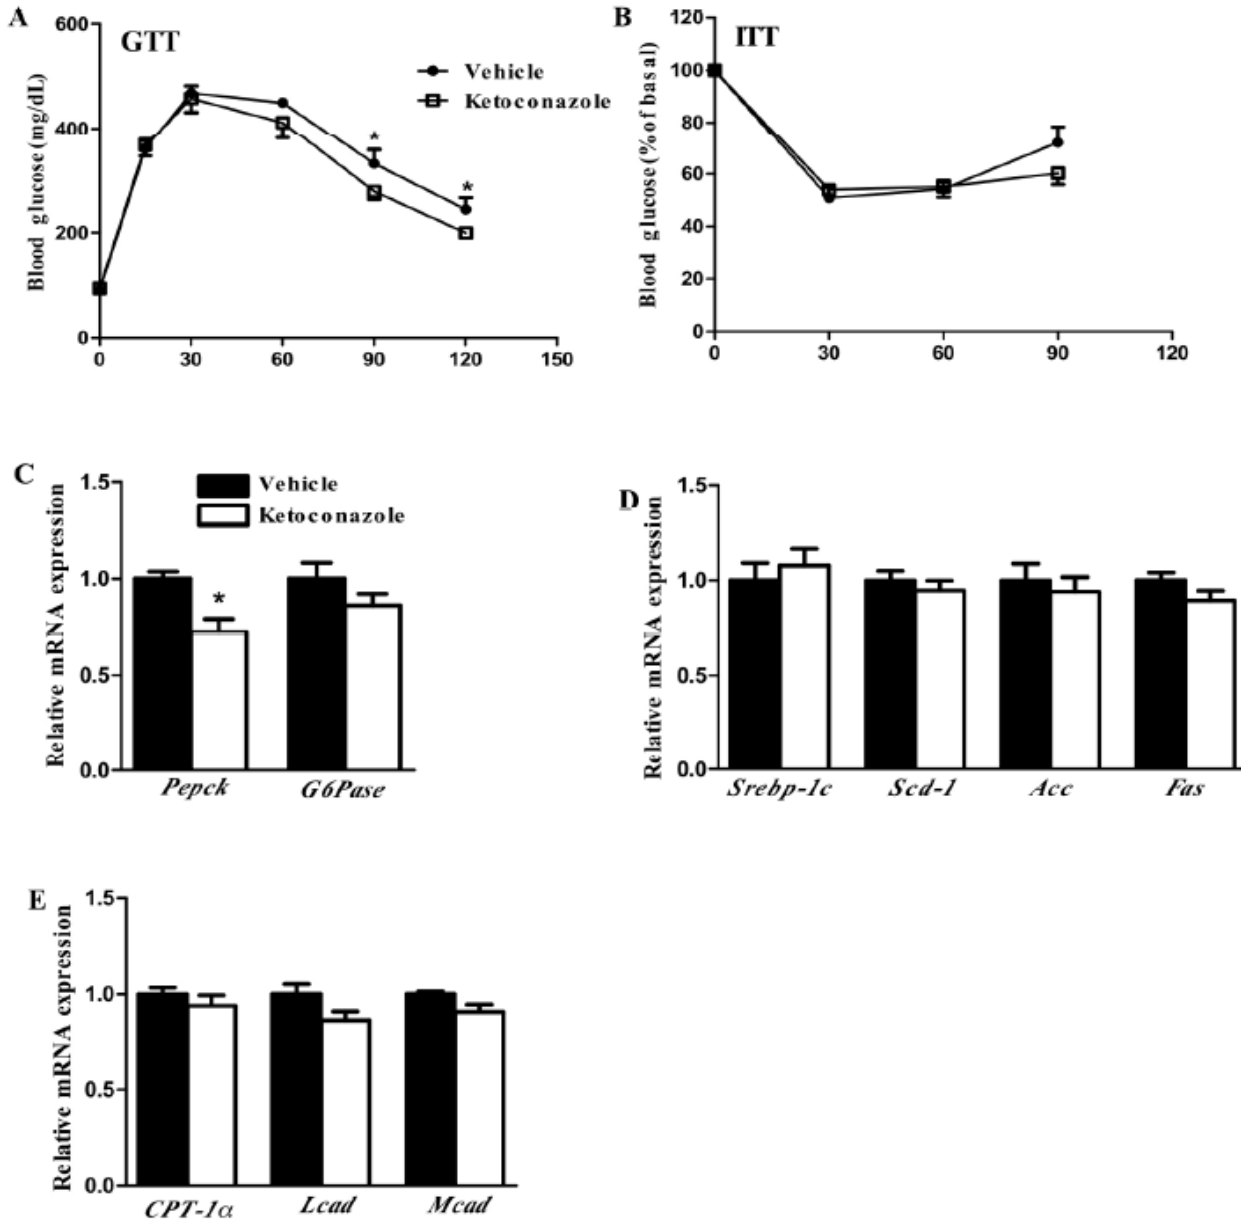 A
GTT
Blood glucose (mg/dL)
600
400
200
0
0 30 60 90 120 150
Vehicle
Ketoconazole
*
*
B
ITT
Blood glucose (% of basal)
120
100
80
60
40
20
0
0 30 60 90 120
C
Relative mRNA expression
1.5
1.0
0.5
0.0
Vehicle
Ketoconazole
*
Pepck G6Pase
D
Relative mRNA expression
1.5
1.0
0.5
0.0
Srebp-1c Scd-1 Acc Fas
E
Relative mRNA expression
1.5
1.0
0.5
0.0
CPT-1α Lcad Mcad